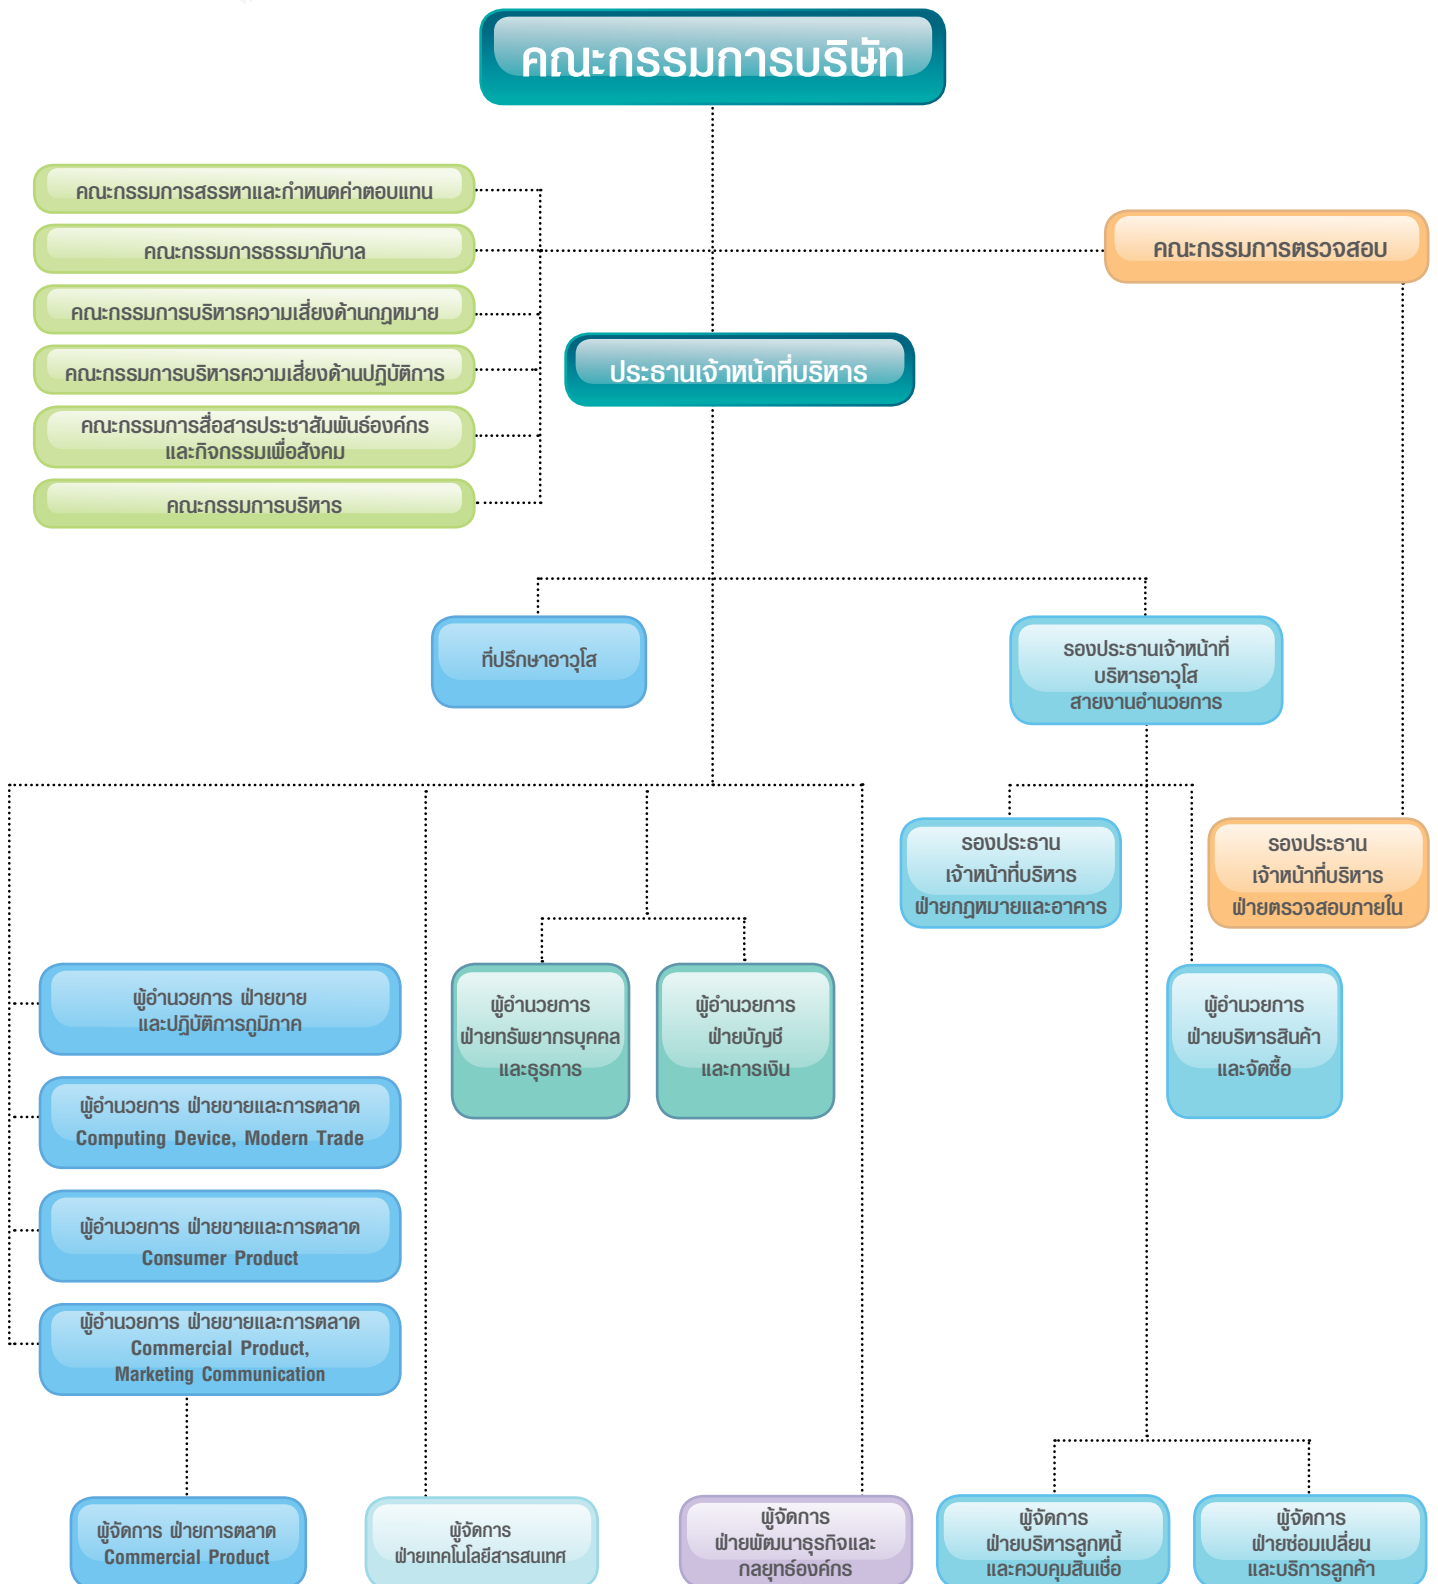 คณะกรรมการบริษัท
คณะกรรมการสรรหาและกำหนดค่าตอบแทน
คณะกรรมการธรรมาภิบาล
คณะกรรมการตรวจสอบ
คณะกรรมการบริหารความเสี่ยงด้านกฎหมาย
คณะกรรมการบริหารความเสี่ยงด้านปฏิบัติการ
ประธานเจ้าหน้าที่บริหาร
คณะกรรมการสื่อสารประชาสัมพันธ์องค์กร
และกิจกรรมเพื่อสังคม
คณะกรรมการบริหาร
ที่ปรึกษาอาวุโส
รองประธานเจ้าหน้าที่
บริหารอาวุโส
สายงานอำนวยการ
รองประธาน
เจ้าหน้าที่บริหาร
ฝ่ายกฎหมายและอาคาร
รองประธาน
เจ้าหน้าที่บริหาร
ฝ่ายตรวจสอบภายใน
ผู้อำนวยการ ฝ่ายขาย
และปฏิบัติการภูมิภาค
ผู้อำนวยการ
ฝ่ายทรัพยากรบุคคล
และธุรการ
ผู้อำนวยการ
ฝ่ายบัญชี
และการเงิน
ผู้อำนวยการ
ฝ่ายบริหารสินค้า
และจัดซื้อ
ผู้อำนวยการ ฝ่ายขายและการตลาด
Computing Device, Modern Trade
ผู้อำนวยการ ฝ่ายขายและการตลาด
Consumer Product
ผู้อำนวยการ ฝ่ายขายและการตลาด
Commercial Product,
Marketing Communication
ผู้จัดการ ฝ่ายการตลาด
Commercial Product
ผู้จัดการ
ฝ่ายเทคโนโลยีสารสนเทศ
ผู้จัดการ
ฝ่ายพัฒนาธุรกิจและ
กลยุทธ์องค์กร
ผู้จัดการ
ฝ่ายบริหารลูกหนี้
และควบคุมสินเชื่อ
ผู้จัดการ
ฝ่ายซ่อมเปลี่ยน
และบริการลูกค้า